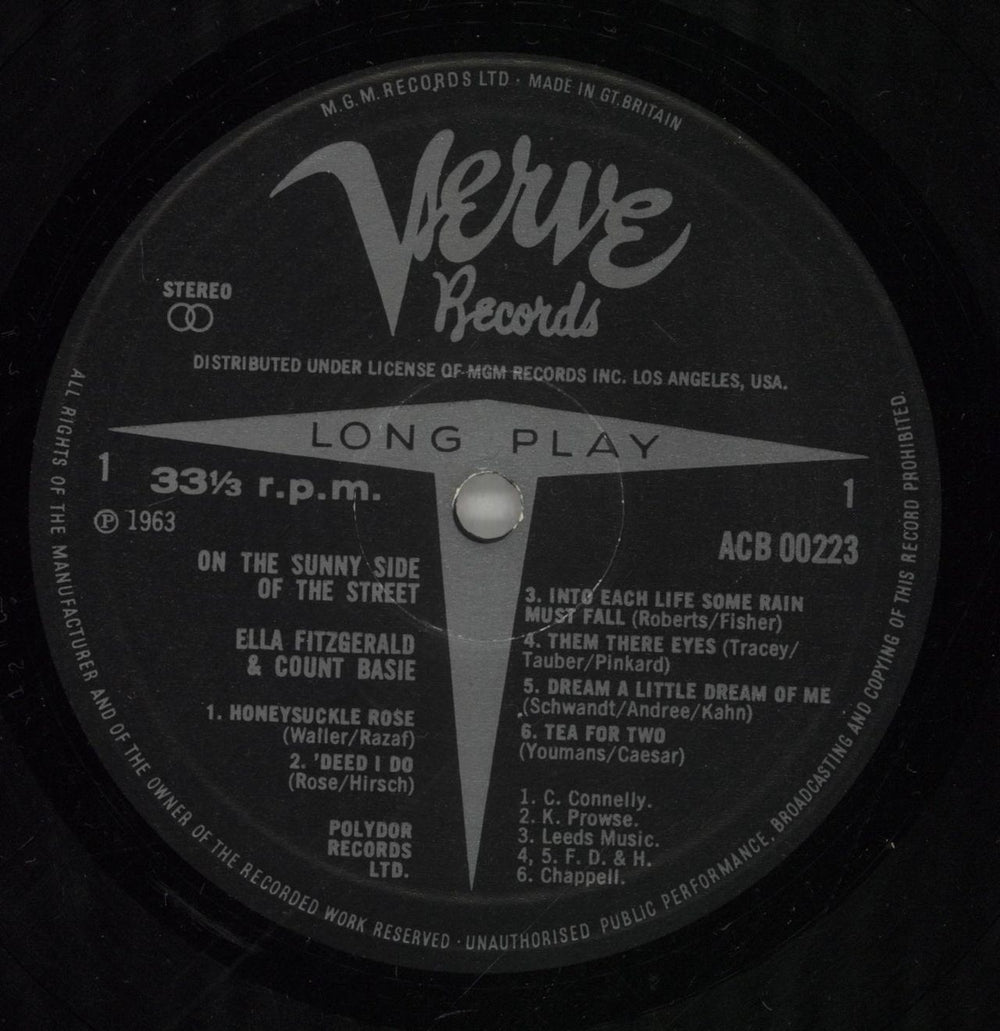 M.G.M. RECORDS LTD · MADE IN GT. BRITAIN
Verve
Records
STEREO
DISTRIBUTED UNDER LICENSE OF MGM RECORDS INC. LOS ANGELES, USA.
LONG PLAY
1
33⅓ r.p.m.
℗ 1963
1
ACB 00223
ON THE SUNNY SIDE
OF THE STREET
ELLA FITZGERALD
& COUNT BASIE
1. HONEYSUCKLE ROSE
(Waller/Razaf)
2. 'DEED I DO
(Rose/Hirsch)
POLYDOR
RECORDS
LTD.
3. INTO EACH LIFE SOME RAIN
MUST FALL (Roberts/Fisher)
4. THEM THERE EYES (Tracey/
Tauber/Pinkard)
5. DREAM A LITTLE DREAM OF ME
(Schwandt/Andree/Kahn)
6. TEA FOR TWO
(Youmans/Caesar)
1. C. Connelly.
2. K. Prowse.
3. Leeds Music.
4, 5. F. D. & H.
6. Chappell.
ALL RIGHTS OF THE MANUFACTURER AND OF THE OWNER OF THE RECORDED WORK RESERVED · UNAUTHORISED PUBLIC PERFORMANCE, BROADCASTING AND COPYING OF THIS RECORD PROHIBITED.